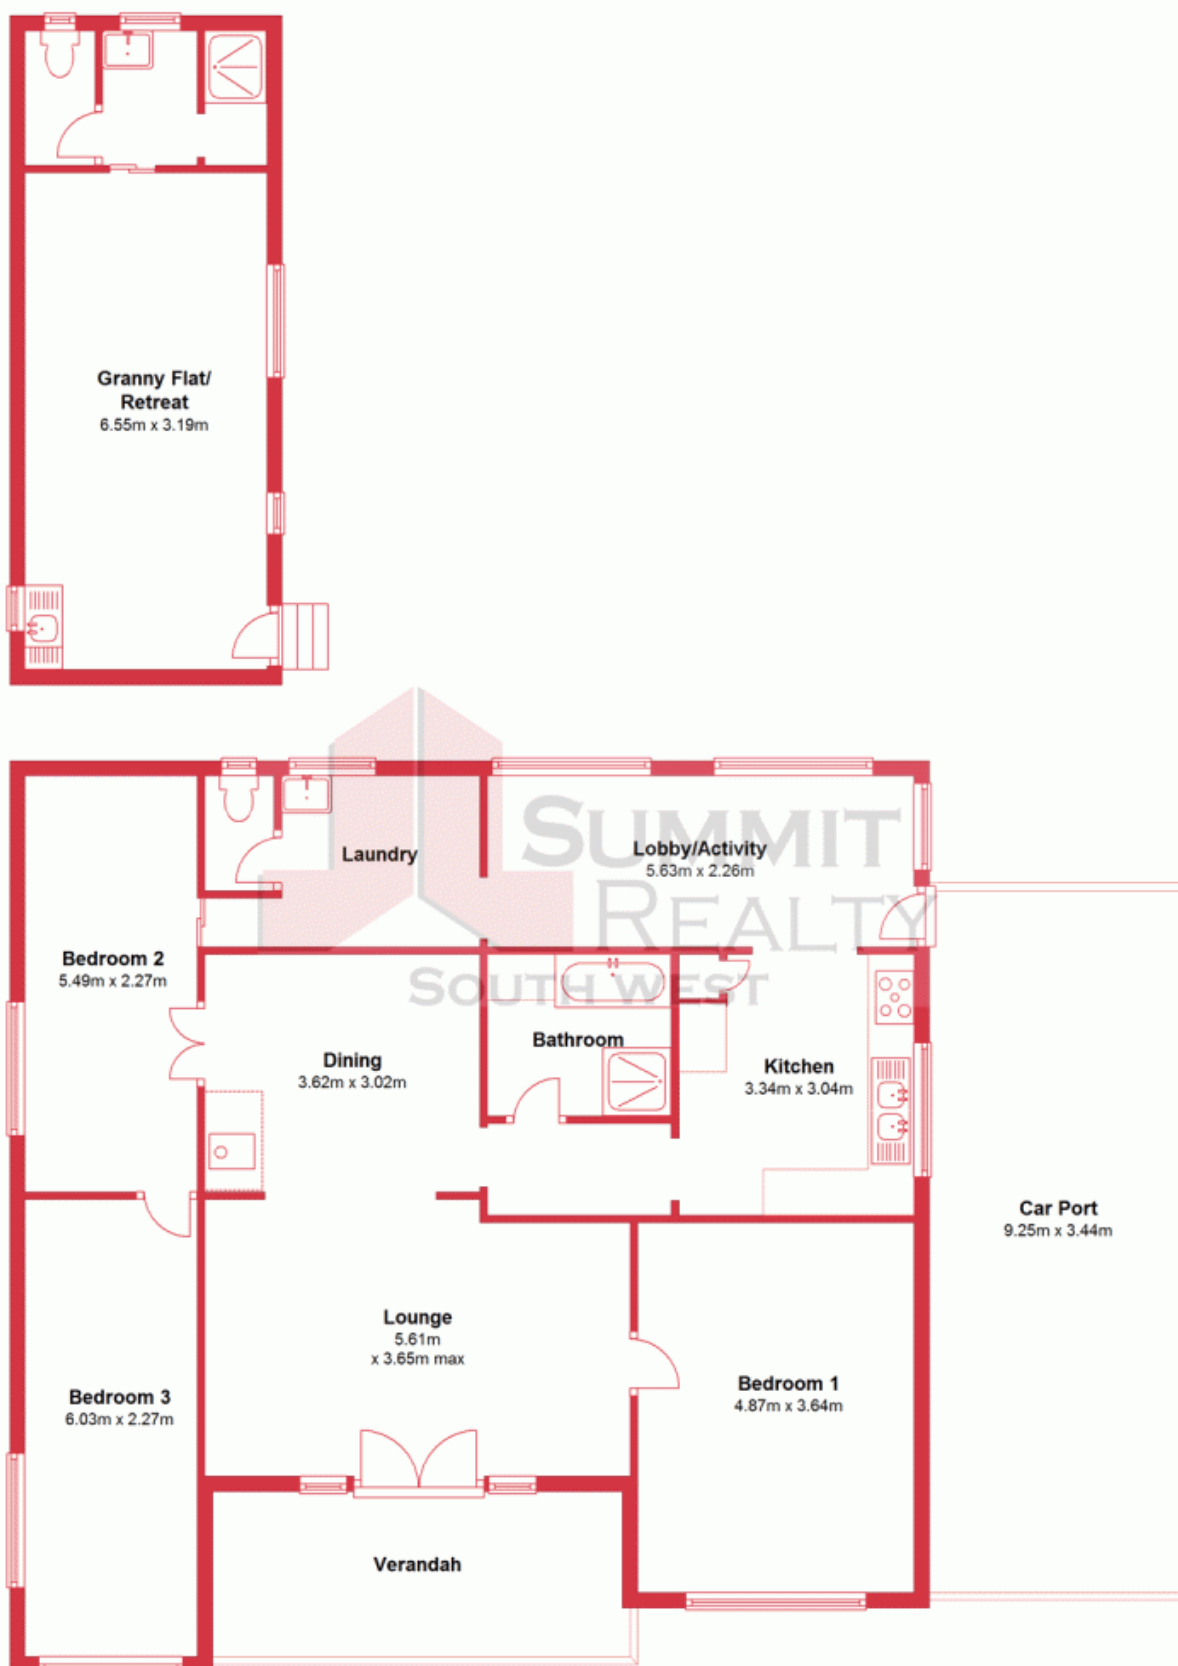 Granny Flat/
Retreat
6.55m x 3.19m
SUMMIT
REALTY
SOUTH WEST
Laundry
Lobby/Activity
5.63m x 2.26m
Bedroom 2
5.49m x 2.27m
Dining
3.62m x 3.02m
Bathroom
Kitchen
3.34m x 3.04m
Car Port
9.25m x 3.44m
Lounge
5.61m
x 3.65m max
Bedroom 1
4.87m x 3.64m
Bedroom 3
6.03m x 2.27m
Verandah